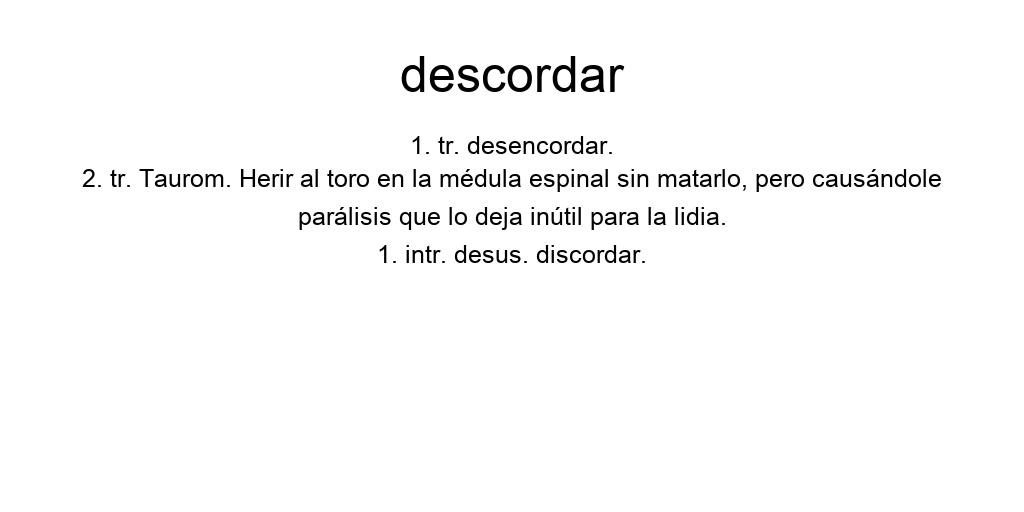 descordar
1. tr. desencordar.
2. tr. Taurom. Herir al toro en la médula espinal sin matarlo, pero causándole
parálisis que lo deja inútil para la lidia.
1. intr. desus. discordar.